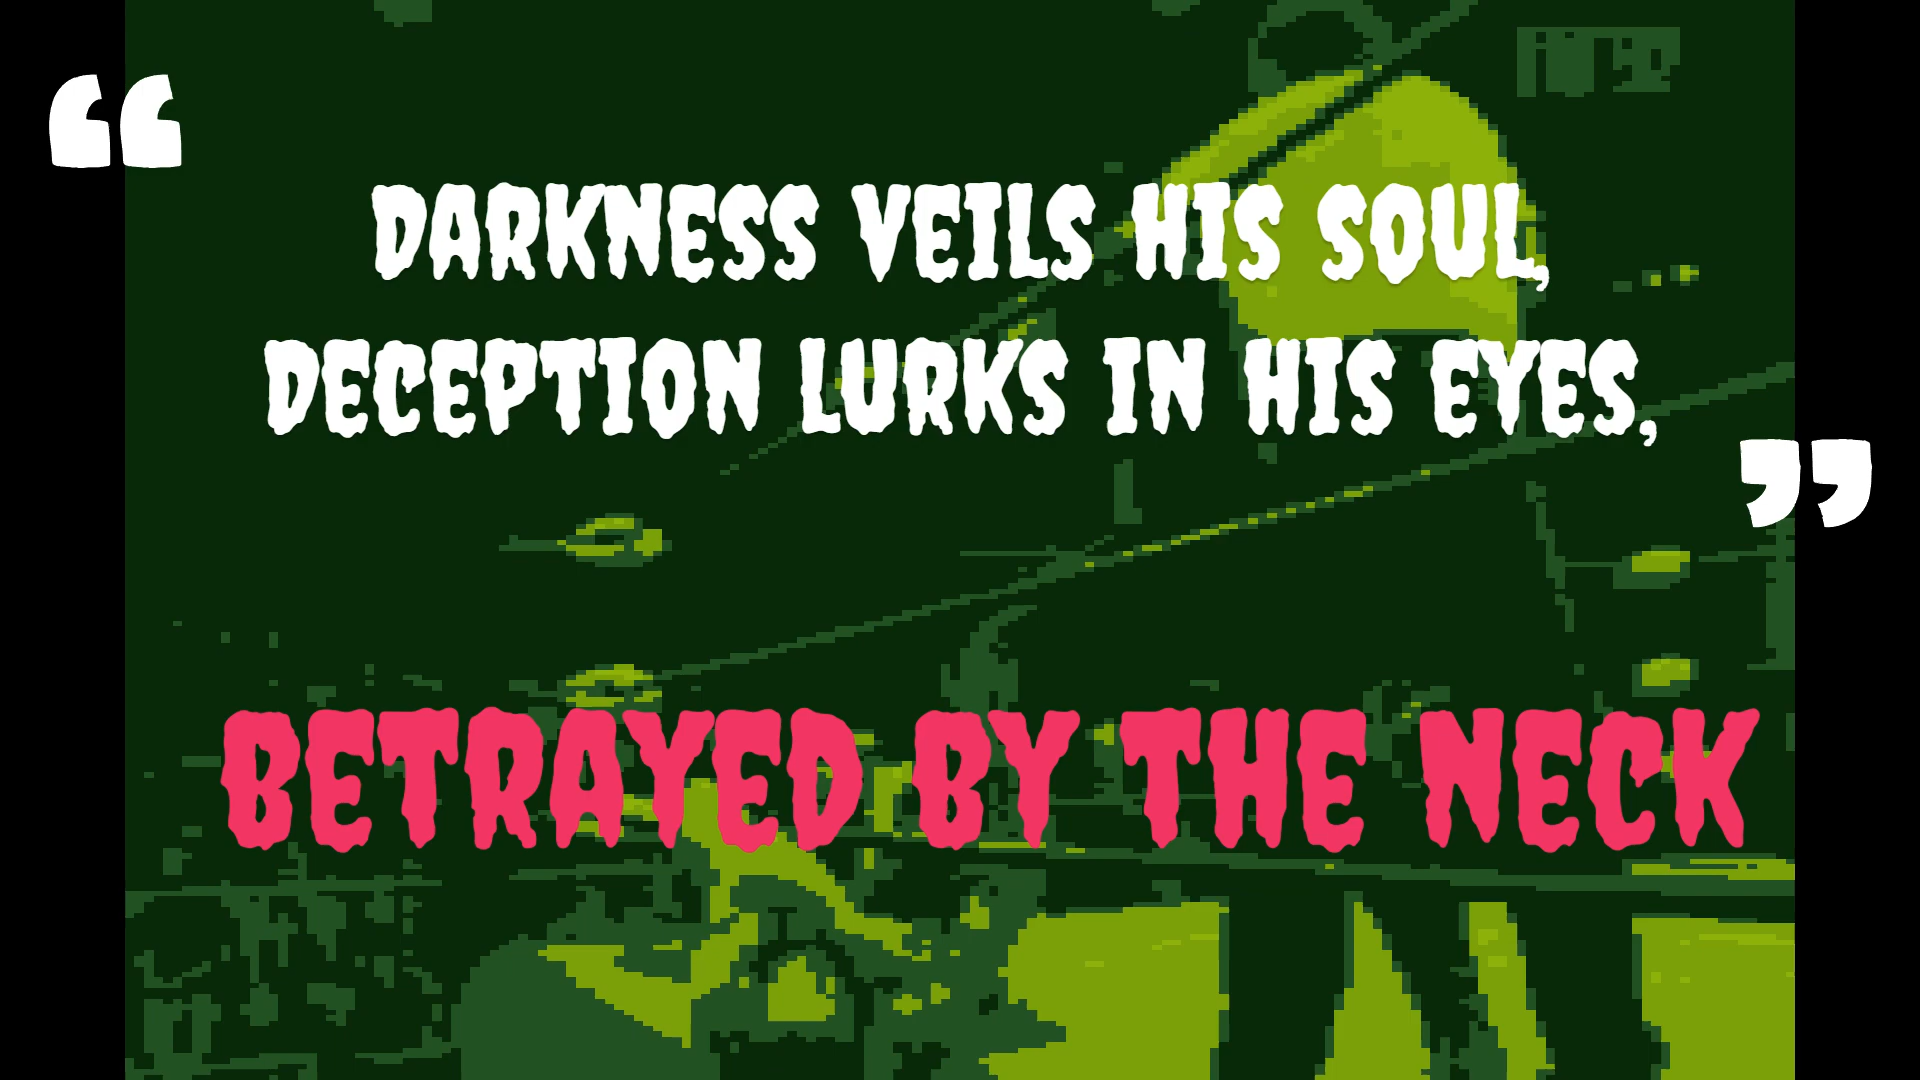 “
DARKNESS VEILS HIS SOUL,
DECEPTION LURKS IN HIS EYES,
”
BETRAYED BY THE NECK